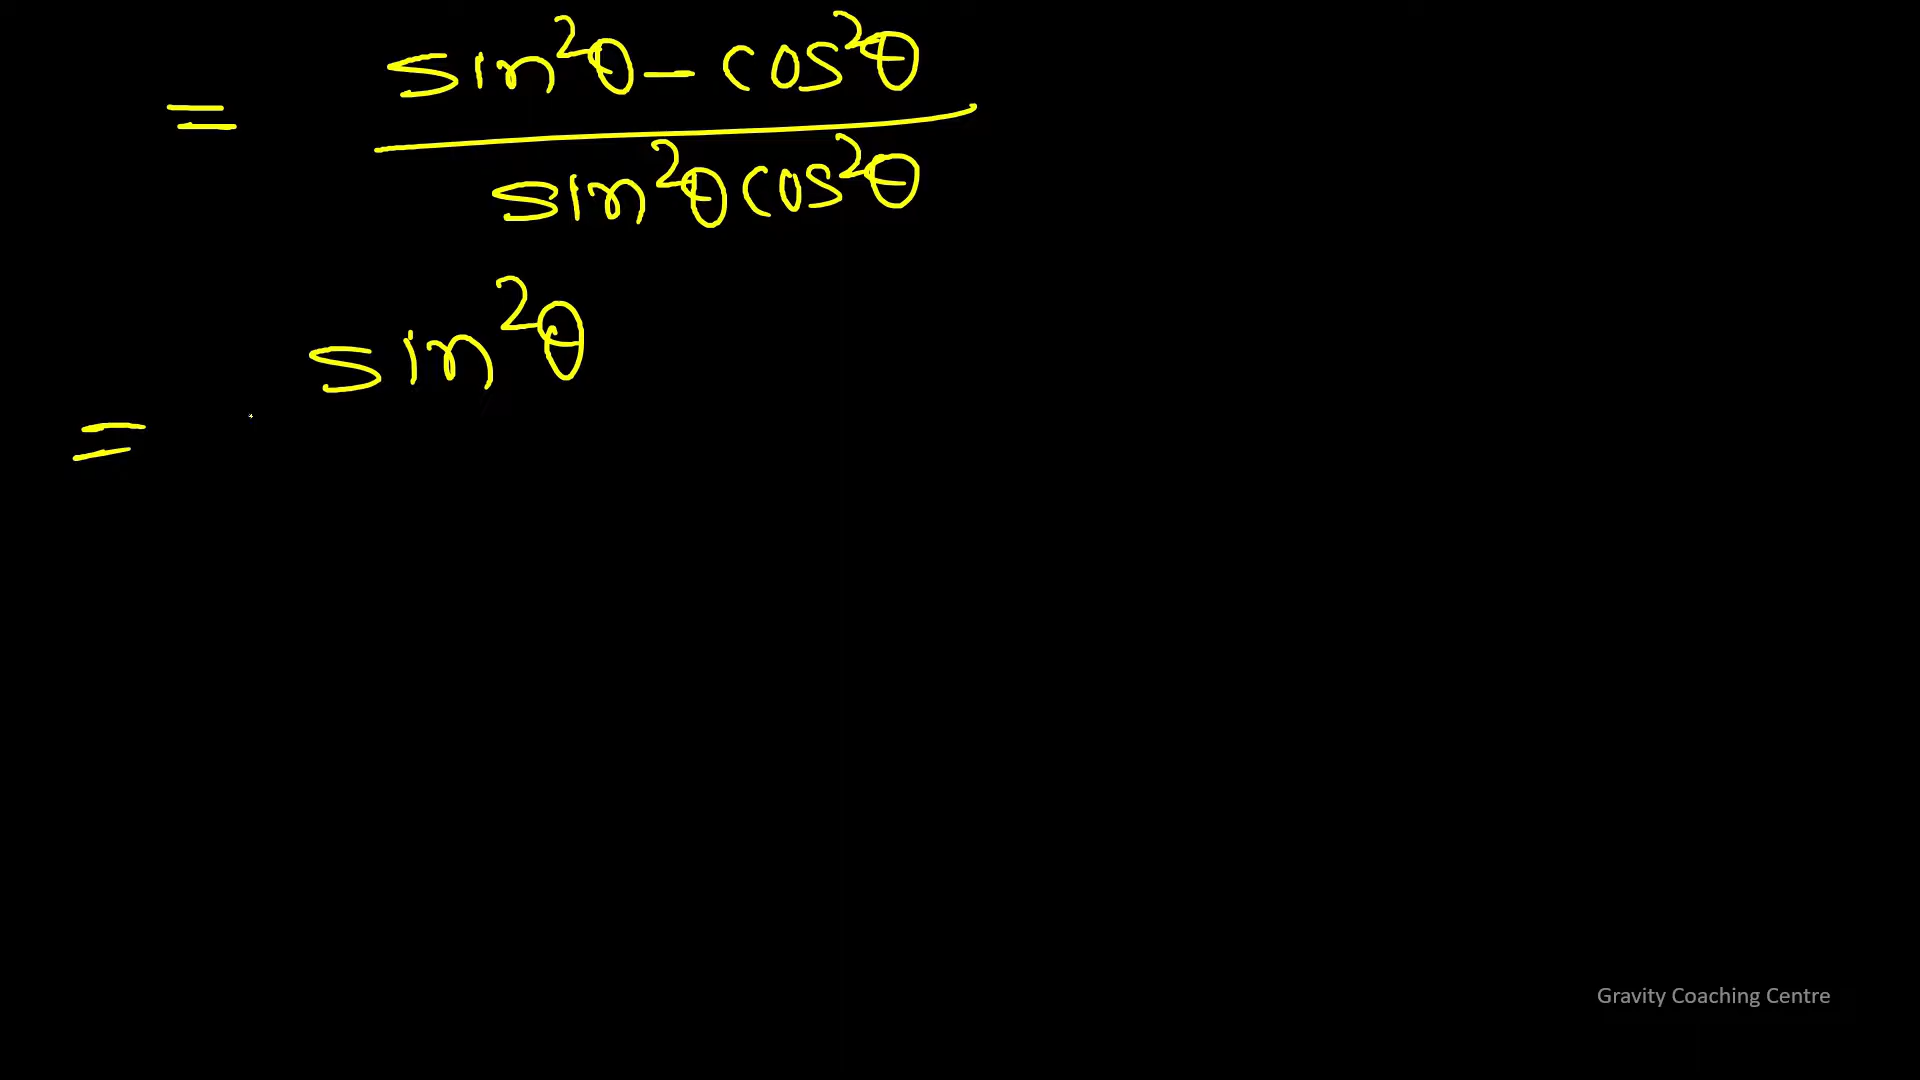 = sin²θ - cos²θ
sin²θ cos²θ
sin²θ
=
Gravity Coaching Centre